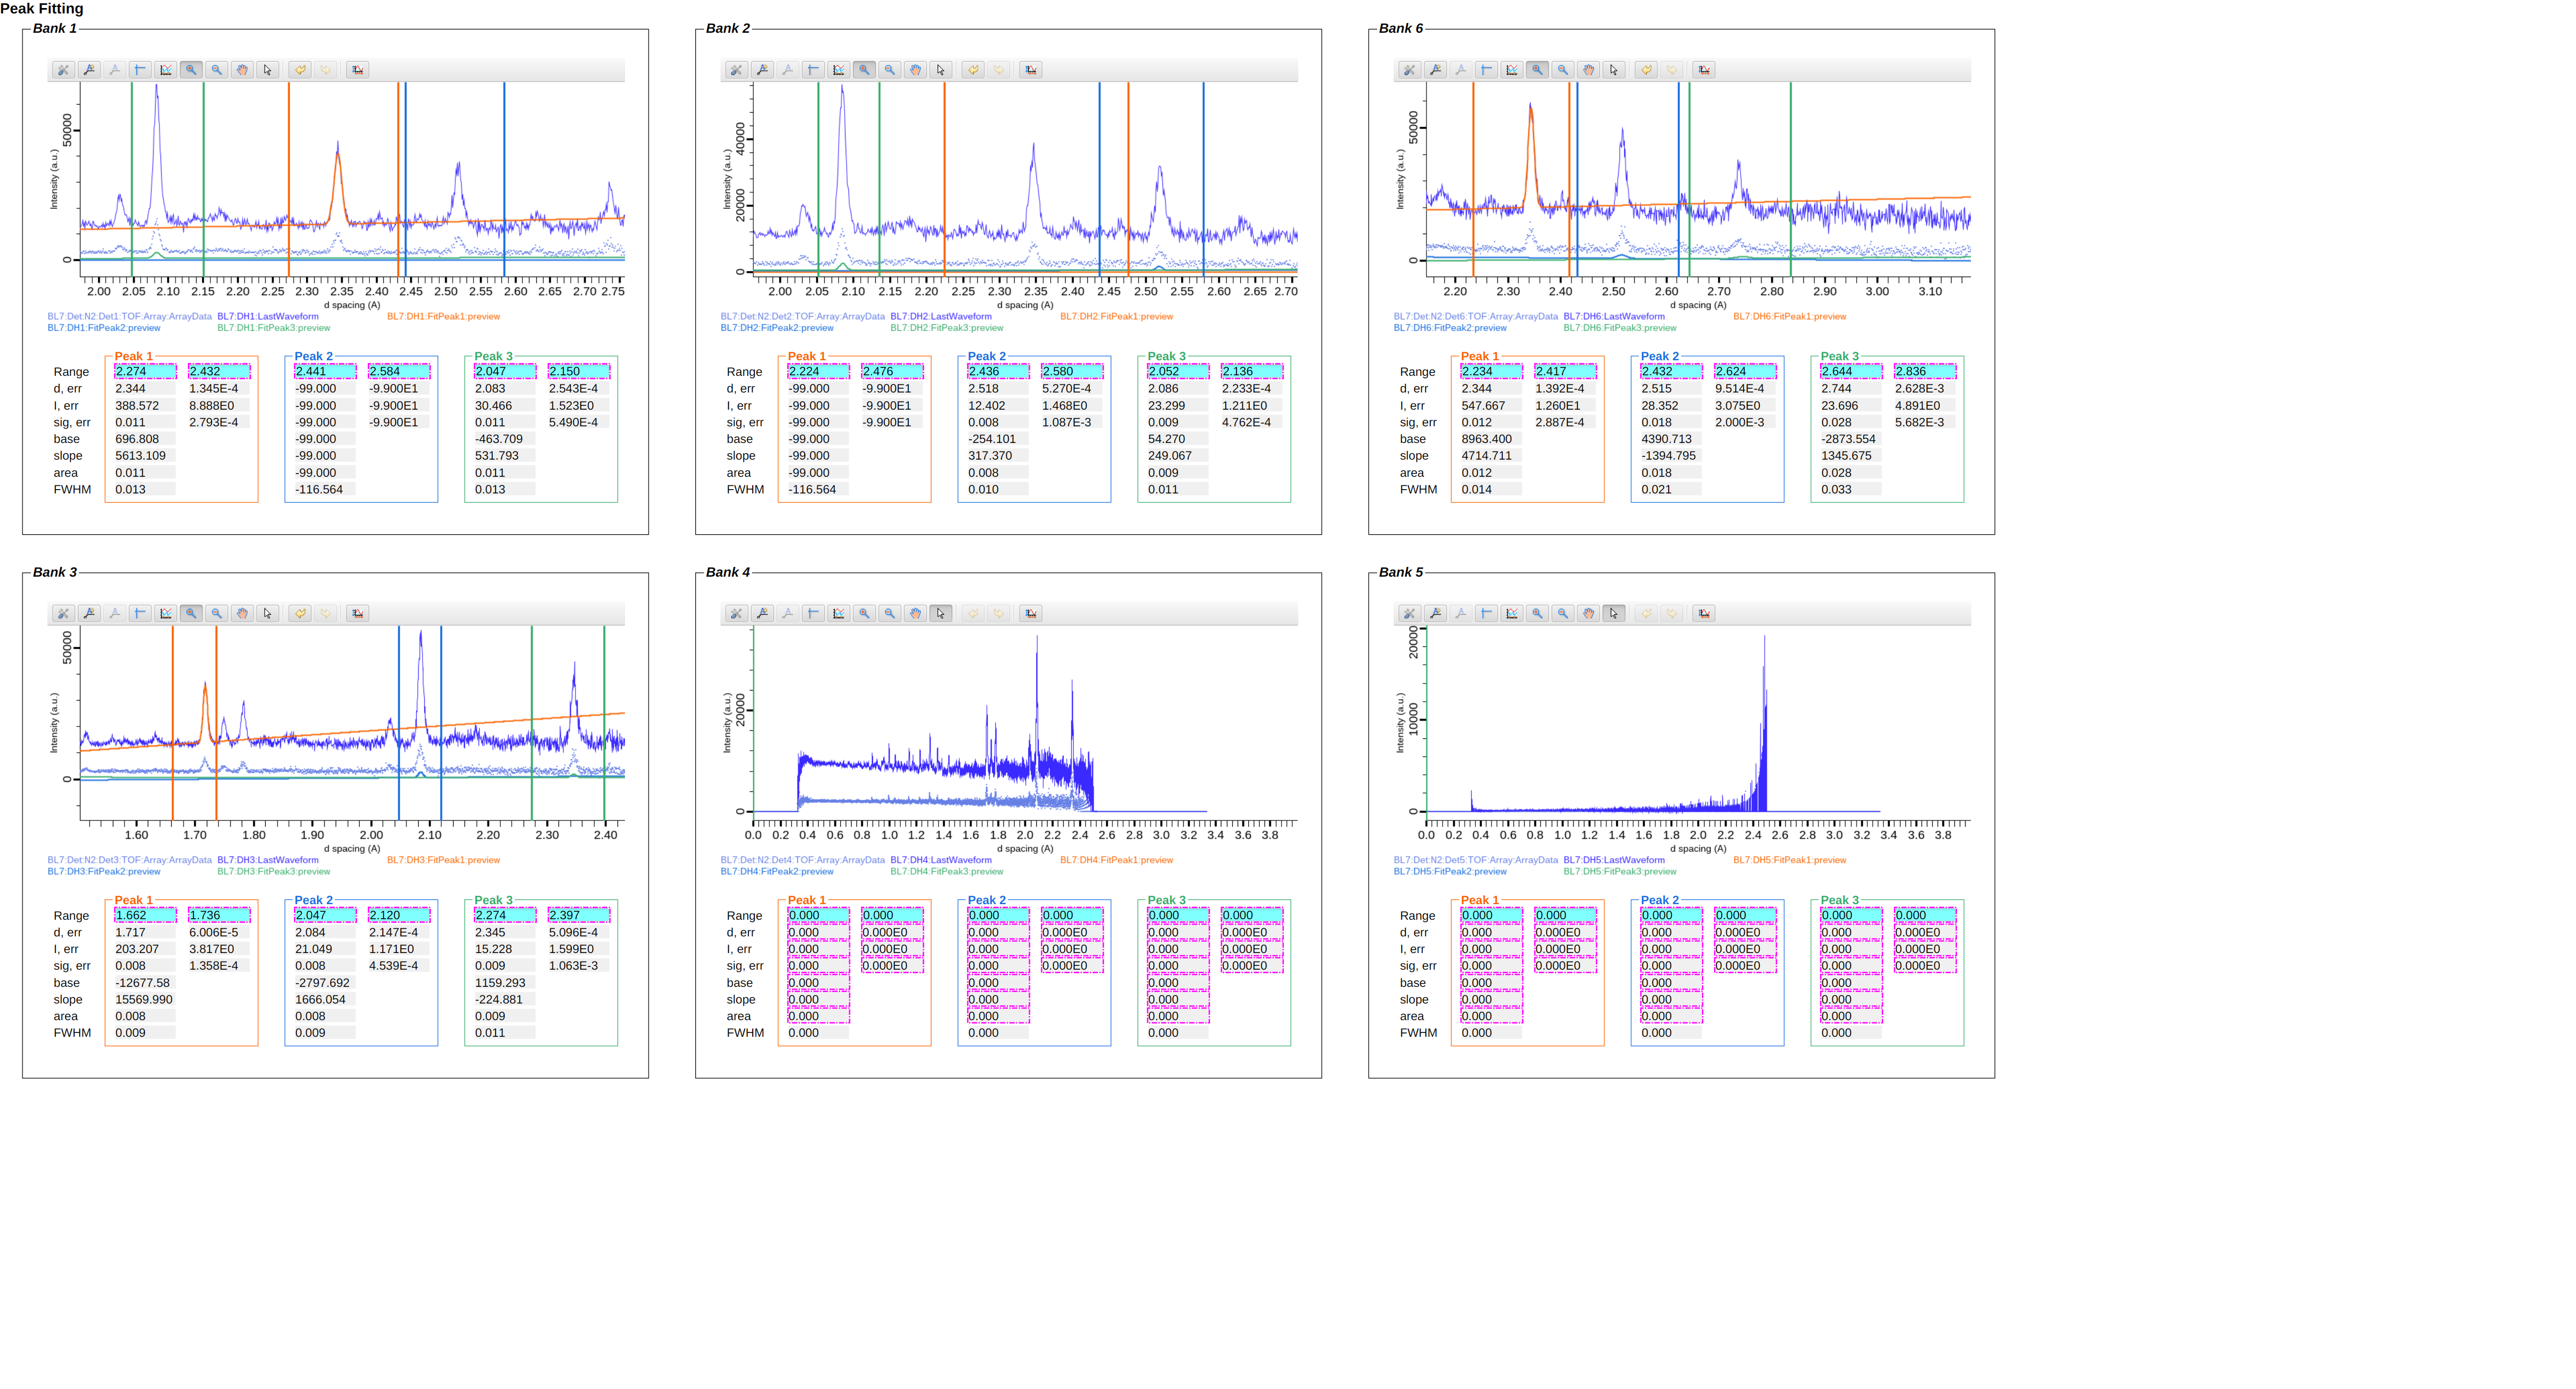 Peak Fitting
Bank 1
Intensity (a.u.)
50000
0
2.00 2.05 2.10 2.15 2.20 2.25 2.30 2.35 2.40 2.45 2.50 2.55 2.60 2.65 2.70 2.75
d spacing (A)
BL7:Det:N2:Det1:TOF:Array:ArrayData BL7:DH1:LastWaveform BL7:DH1:FitPeak1:preview
BL7:DH1:FitPeak2:preview BL7:DH1:FitPeak3:preview
Peak 1 Peak 2 Peak 3
Range 2.274 2.432 2.441 2.584 2.047 2.150
d, err 2.344 1.345E-4 -99.000 -9.900E1 2.083 2.543E-4
I, err 388.572 8.888E0 -99.000 -9.900E1 30.466 1.523E0
sig, err 0.011 2.793E-4 -99.000 -9.900E1 0.011 5.490E-4
base 696.808 -99.000 -463.709
slope 5613.109 -99.000 531.793
area 0.011 -99.000 0.011
FWHM 0.013 -116.564 0.013
Bank 2
Intensity (a.u.)
40000
20000
0
2.00 2.05 2.10 2.15 2.20 2.25 2.30 2.35 2.40 2.45 2.50 2.55 2.60 2.65 2.70
d spacing (A)
BL7:Det:N2:Det2:TOF:Array:ArrayData BL7:DH2:LastWaveform BL7:DH2:FitPeak1:preview
BL7:DH2:FitPeak2:preview BL7:DH2:FitPeak3:preview
Peak 1 Peak 2 Peak 3
Range 2.224 2.476 2.436 2.580 2.052 2.136
d, err -99.000 -9.900E1 2.518 5.270E-4 2.086 2.233E-4
I, err -99.000 -9.900E1 12.402 1.468E0 23.299 1.211E0
sig, err -99.000 -9.900E1 0.008 1.087E-3 0.009 4.762E-4
base -99.000 -254.101 54.270
slope -99.000 317.370 249.067
area -99.000 0.008 0.009
FWHM -116.564 0.010 0.011
Bank 6
Intensity (a.u.)
50000
0
2.20 2.30 2.40 2.50 2.60 2.70 2.80 2.90 3.00 3.10
d spacing (A)
BL7:Det:N2:Det6:TOF:Array:ArrayData BL7:DH6:LastWaveform BL7:DH6:FitPeak1:preview
BL7:DH6:FitPeak2:preview BL7:DH6:FitPeak3:preview
Peak 1 Peak 2 Peak 3
Range 2.234 2.417 2.432 2.624 2.644 2.836
d, err 2.344 1.392E-4 2.515 9.514E-4 2.744 2.628E-3
I, err 547.667 1.260E1 28.352 3.075E0 23.696 4.891E0
sig, err 0.012 2.887E-4 0.018 2.000E-3 0.028 5.682E-3
base 8963.400 4390.713 -2873.554
slope 4714.711 -1394.795 1345.675
area 0.012 0.018 0.028
FWHM 0.014 0.021 0.033
Bank 3
Intensity (a.u.)
50000
0
1.60 1.70 1.80 1.90 2.00 2.10 2.20 2.30 2.40
d spacing (A)
BL7:Det:N2:Det3:TOF:Array:ArrayData BL7:DH3:LastWaveform BL7:DH3:FitPeak1:preview
BL7:DH3:FitPeak2:preview BL7:DH3:FitPeak3:preview
Peak 1 Peak 2 Peak 3
Range 1.662 1.736 2.047 2.120 2.274 2.397
d, err 1.717 6.006E-5 2.084 2.147E-4 2.345 5.096E-4
I, err 203.207 3.817E0 21.049 1.171E0 15.228 1.599E0
sig, err 0.008 1.358E-4 0.008 4.539E-4 0.009 1.063E-3
base -12677.58 -2797.692 1159.293
slope 15569.990 1666.054 -224.881
area 0.008 0.008 0.009
FWHM 0.009 0.009 0.011
Bank 4
Intensity (a.u.)
20000
0
0.0 0.2 0.4 0.6 0.8 1.0 1.2 1.4 1.6 1.8 2.0 2.2 2.4 2.6 2.8 3.0 3.2 3.4 3.6 3.8
d spacing (A)
BL7:Det:N2:Det4:TOF:Array:ArrayData BL7:DH4:LastWaveform BL7:DH4:FitPeak1:preview
BL7:DH4:FitPeak2:preview BL7:DH4:FitPeak3:preview
Peak 1 Peak 2 Peak 3
Range 0.000 0.000 0.000 0.000 0.000 0.000
d, err 0.000 0.000E0 0.000 0.000E0 0.000 0.000E0
I, err 0.000 0.000E0 0.000 0.000E0 0.000 0.000E0
sig, err 0.000 0.000E0 0.000 0.000E0 0.000 0.000E0
base 0.000 0.000 0.000
slope 0.000 0.000 0.000
area 0.000 0.000 0.000
FWHM 0.000 0.000 0.000
Bank 5
Intensity (a.u.)
20000
10000
0
0.0 0.2 0.4 0.6 0.8 1.0 1.2 1.4 1.6 1.8 2.0 2.2 2.4 2.6 2.8 3.0 3.2 3.4 3.6 3.8
d spacing (A)
BL7:Det:N2:Det5:TOF:Array:ArrayData BL7:DH5:LastWaveform BL7:DH5:FitPeak1:preview
BL7:DH5:FitPeak2:preview BL7:DH5:FitPeak3:preview
Peak 1 Peak 2 Peak 3
Range 0.000 0.000 0.000 0.000 0.000 0.000
d, err 0.000 0.000E0 0.000 0.000E0 0.000 0.000E0
I, err 0.000 0.000E0 0.000 0.000E0 0.000 0.000E0
sig, err 0.000 0.000E0 0.000 0.000E0 0.000 0.000E0
base 0.000 0.000 0.000
slope 0.000 0.000 0.000
area 0.000 0.000 0.000
FWHM 0.000 0.000 0.000